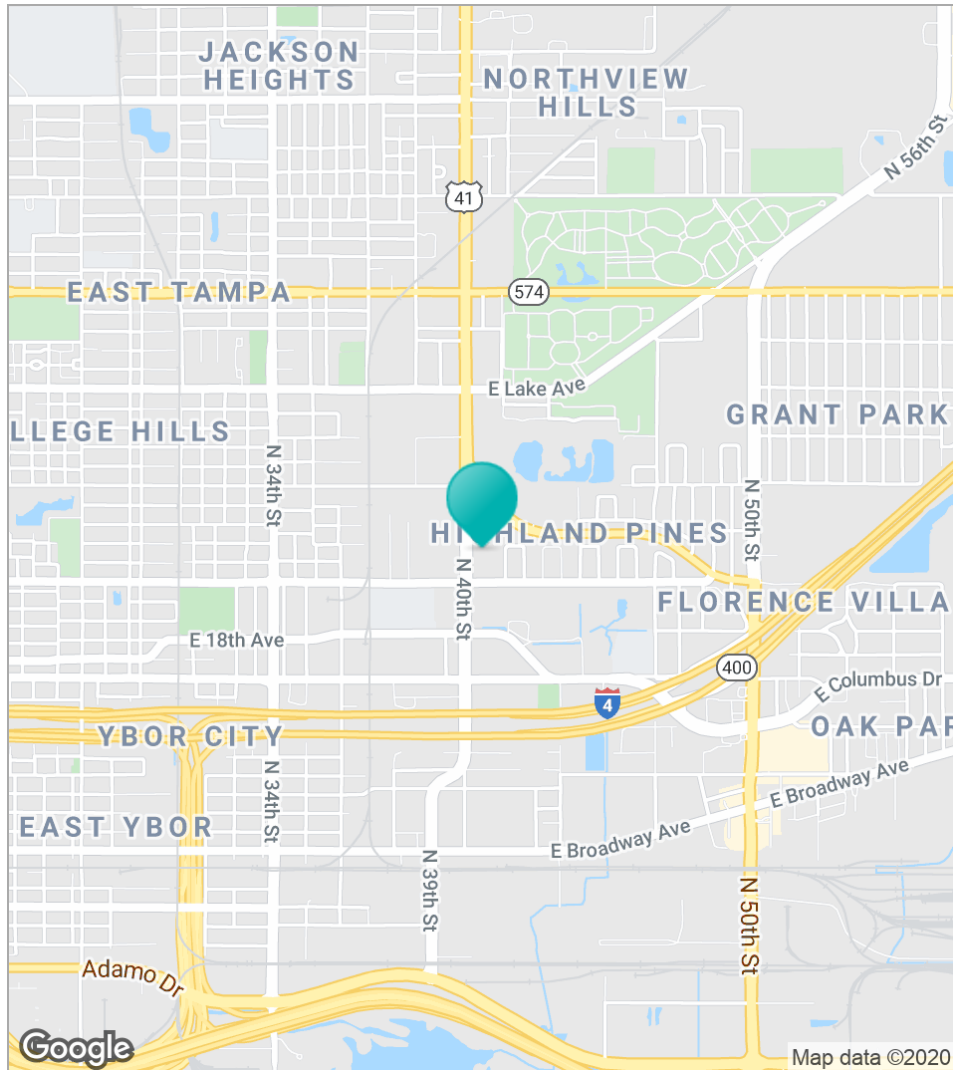 JACKSON
HEIGHTS
NORTHVIEW
HILLS
N 56th St
41
EAST TAMPA
574
E Lake Ave
GRANT PARK
LLEGE HILLS
N 34th St
N 50th St
HIGHLAND PINES
N 40th St
FLORENCE VILLA
E 18th Ave
400
E Columbus Dr
4
YBOR CITY
OAK PAR
N 34th St
E Broadway Ave
EAST YBOR
E Broadway Ave
N 39th St
N 50th St
Adamo Dr
Google
Map data ©2020